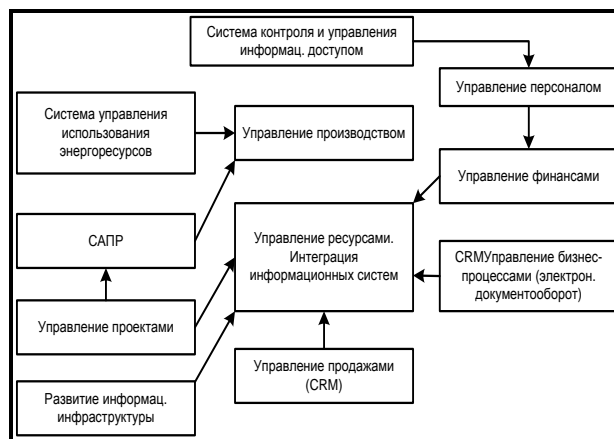 Система контроля и управления
информац. доступом
Управление персоналом
Система управления
использования
энергоресурсов
Управление производством
Управление финансами
САПР
Управление ресурсами.
Интеграция
информационных систем
CRMУправление бизнес-
процессами (электрон.
документооборот)
Управление проектами
Управление продажами
(CRM)
Развитие информац.
инфраструктуры